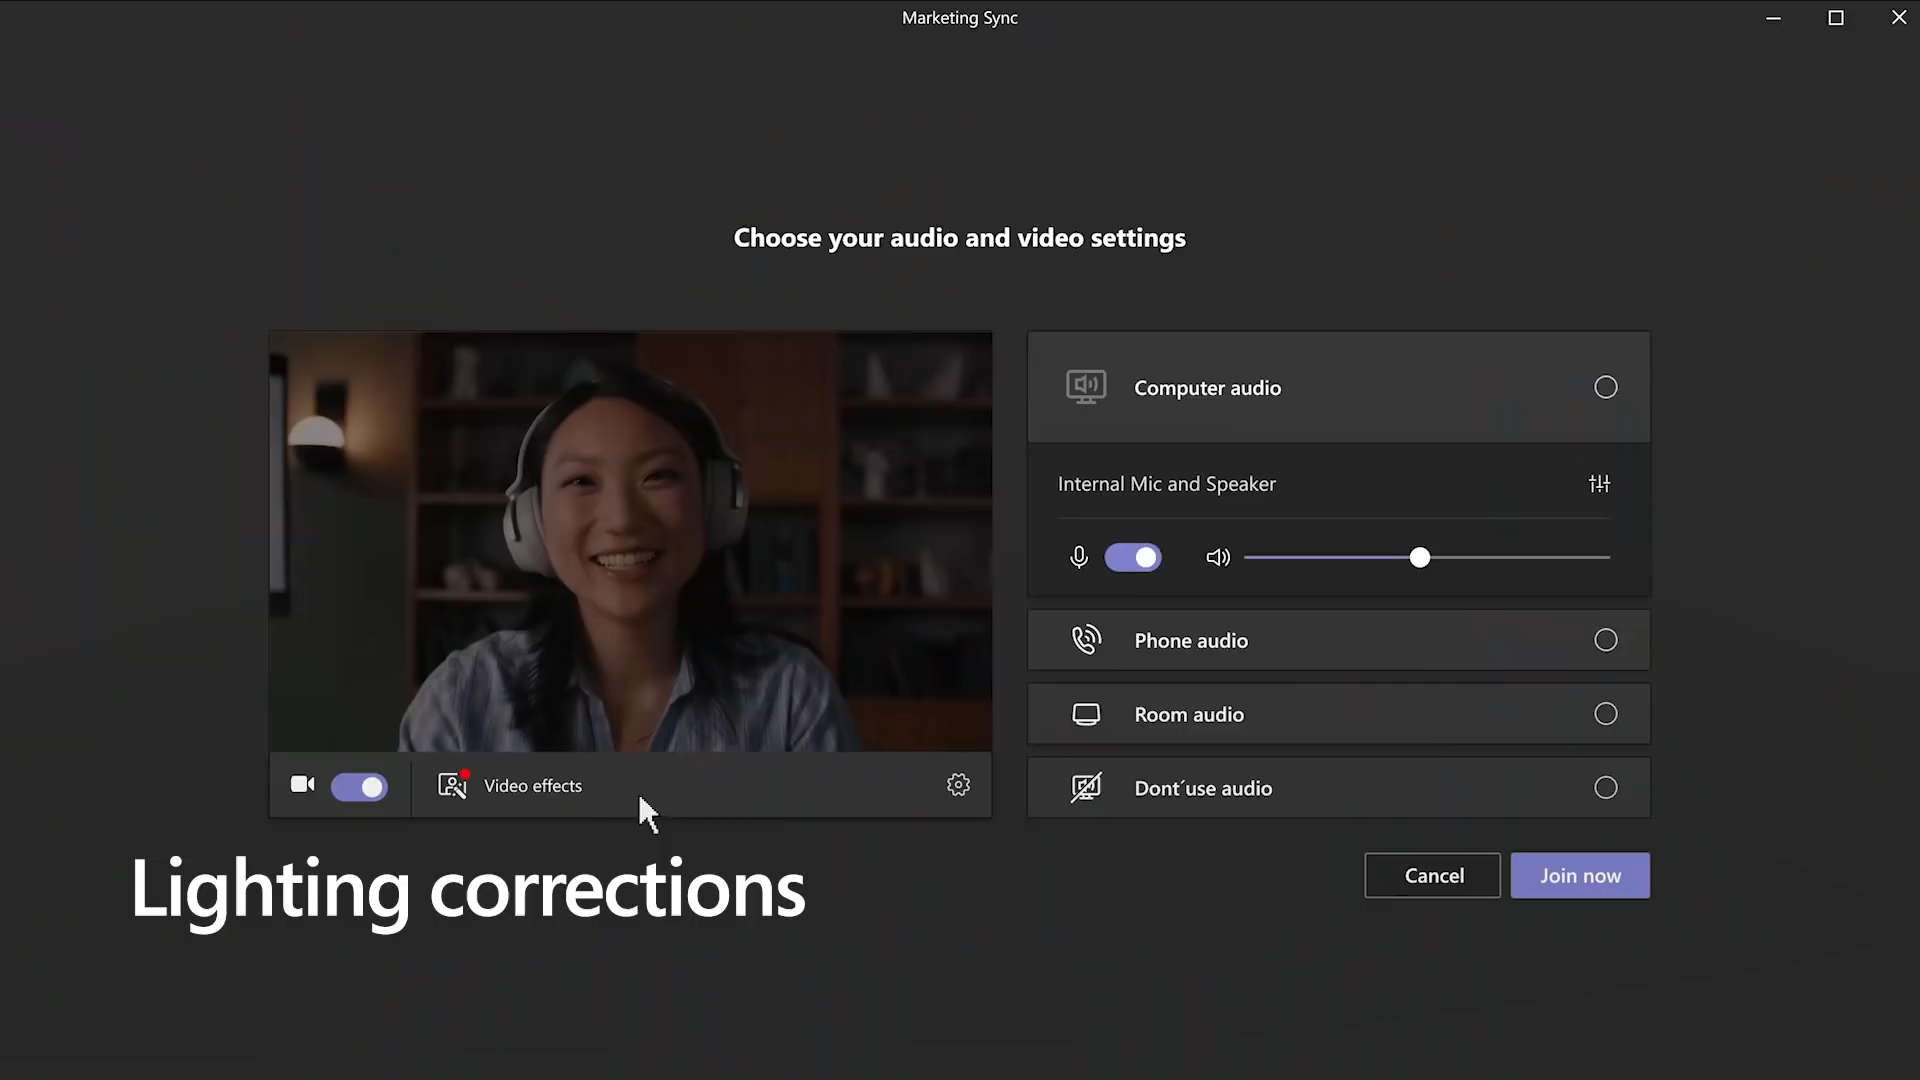 Marketing Sync
Choose your audio and video settings
Computer audio
Internal Mic and Speaker
Phone audio
Room audio
Dont´use audio
Video effects
Cancel
Join now
Lighting corrections